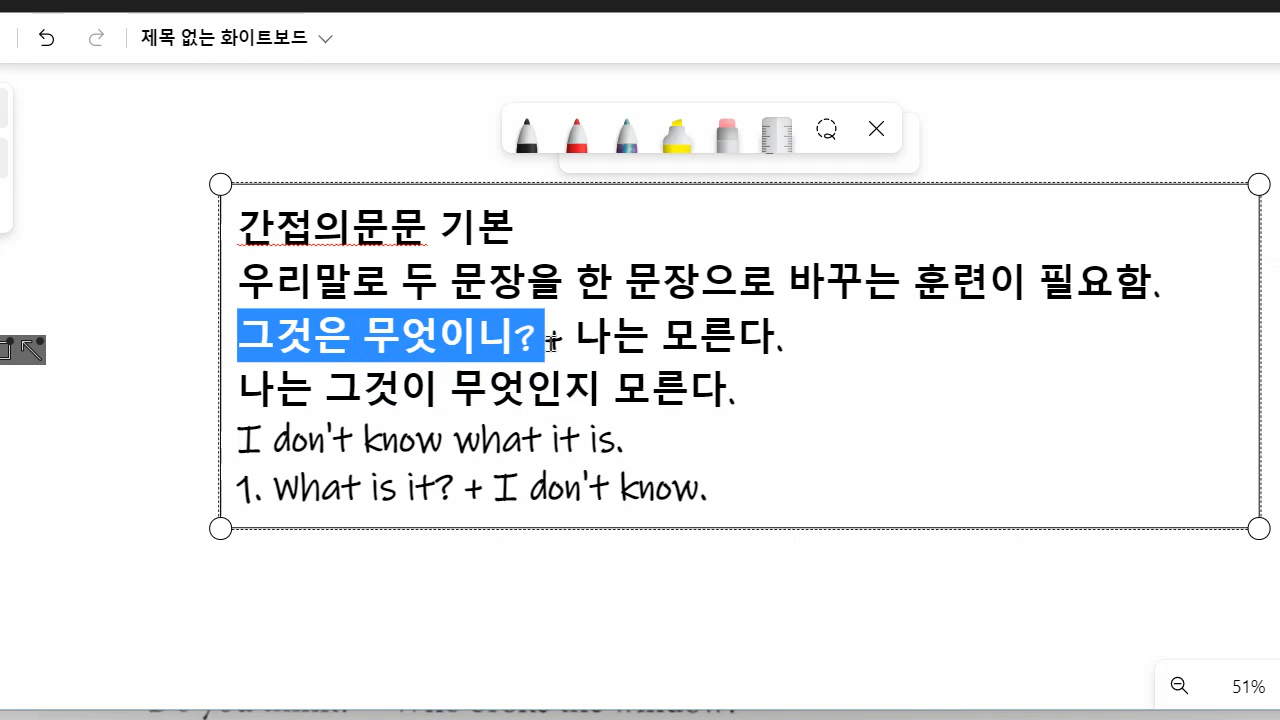 제목 없는 화이트보드
간접의문문 기본
우리말로 두 문장을 한 문장으로 바꾸는 훈련이 필요함.
그것은 무엇이니? + 나는 모른다.
나는 그것이 무엇인지 모른다.
I don't know what it is.
1. What is it? + I don't know.
51%